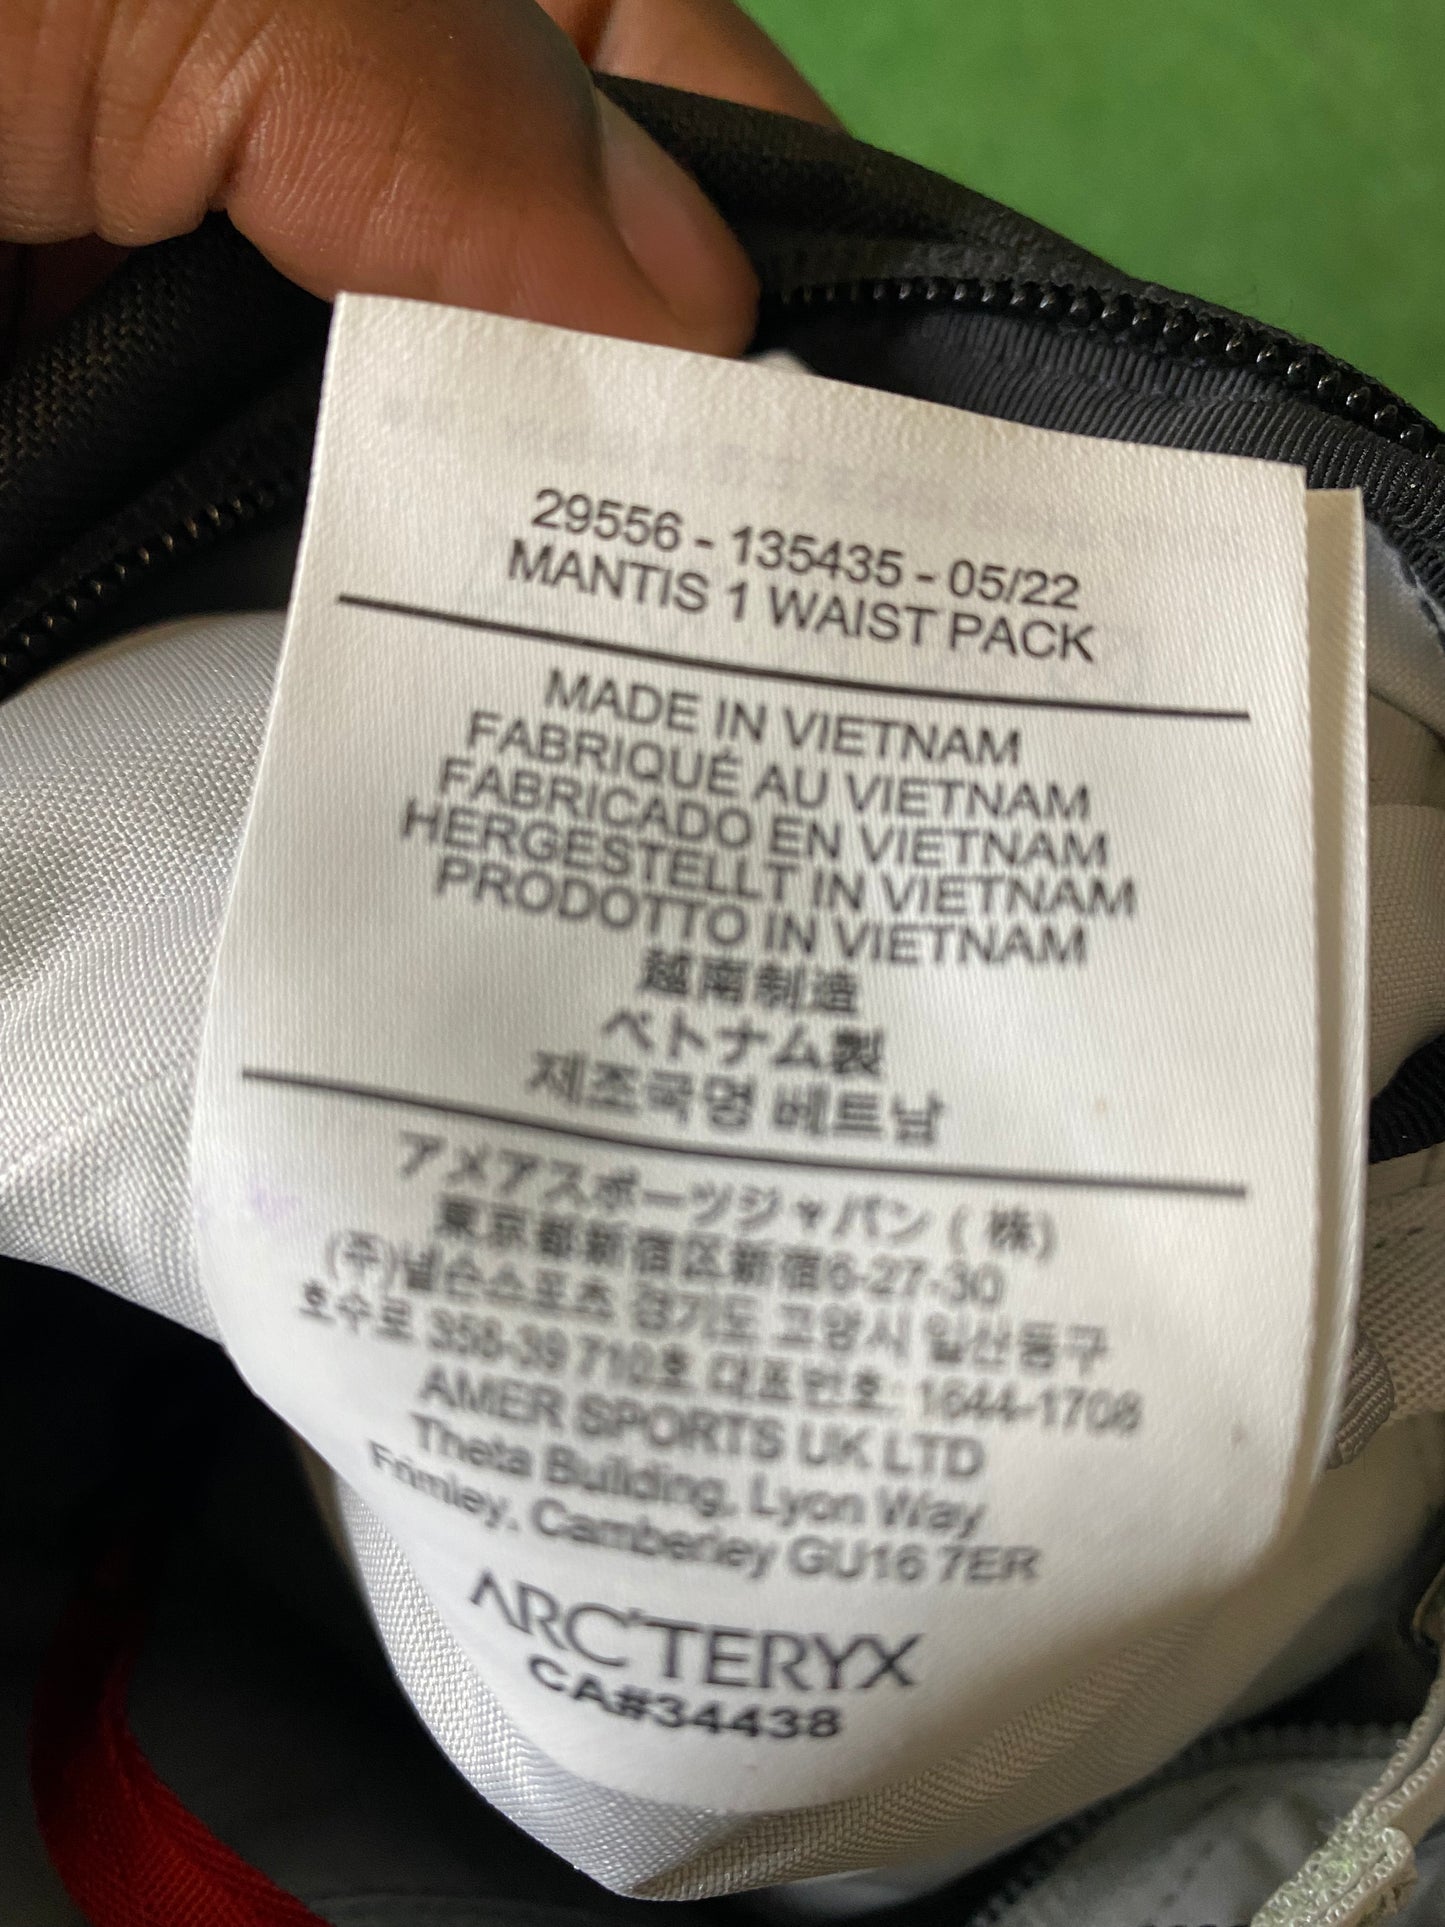 29556 - 135435 - 05/22
MANTIS 1 WAIST PACK
MADE IN VIETNAM
FABRIQUÉ AU VIETNAM
FABRICADO EN VIETNAM
HERGESTELLT IN VIETNAM
PRODOTTO IN VIETNAM
越南制造
ベトナム製
제조국명 베트남
アメアスポーツジャパン ( 株)
東京都新宿区新宿6-27-30
(주)넬슨스포츠 경기도 고양시 일산동구
호수로 358-39 710호 대표번호: 1644-1708
AMER SPORTS UK LTD
Theta Building, Lyon Way
Frimley, Camberley GU16 7ER
ARC'TERYX
CA#34438